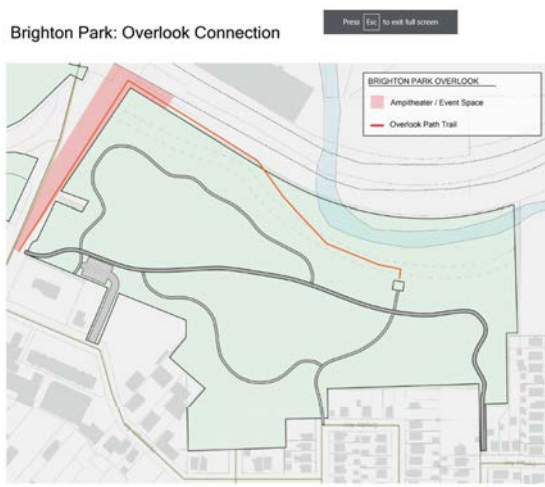 Brighton Park: Overlook Connection
Press Esc to exit full screen
BRIGHTON PARK OVERLOOK
Ampitheater / Event Space
Overlook Path Trail